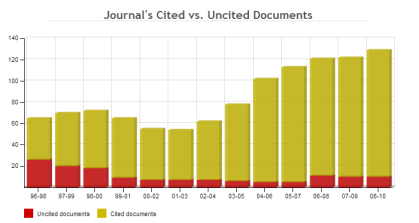 Journal's Cited vs. Uncited Documents
140
120
100
80
60
40
20
96-98 97-99 98-00 99-01 00-02 01-03 02-04 03-05 04-06 05-07 06-08 07-09 08-10
Uncited documents Cited documents